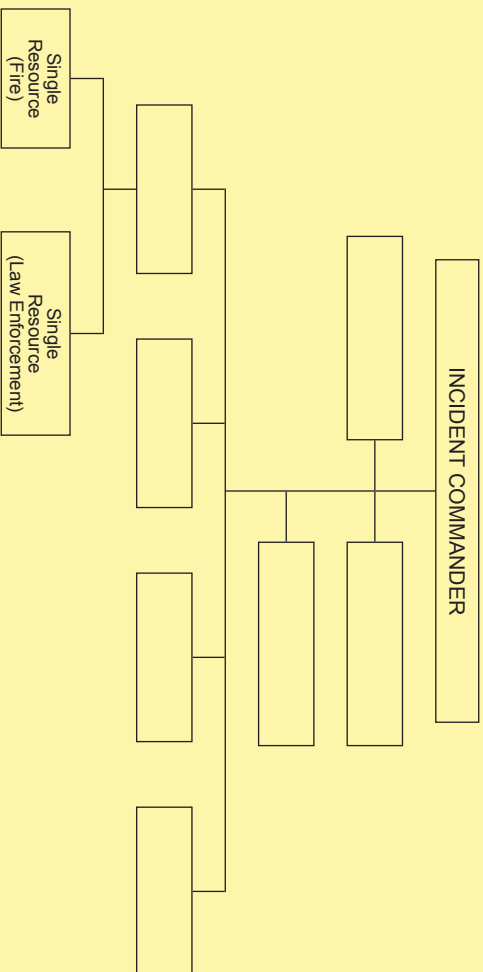 INCIDENT COMMANDER
Single
Resource
(Fire)
Single
Resource
(Law Enforcement)